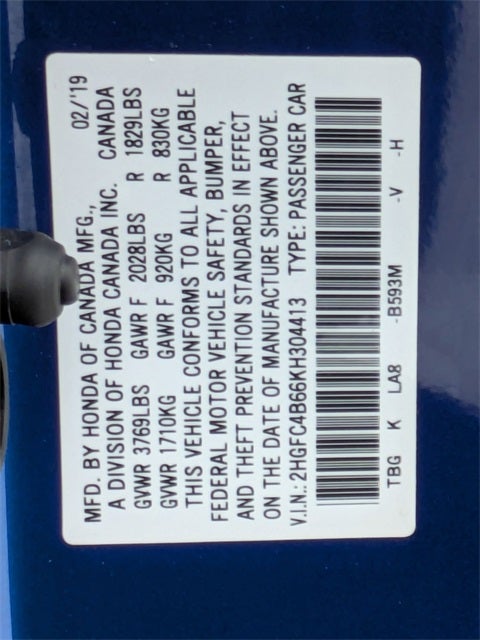 MFD. BY HONDA OF CANADA MFG., 02/'19
A DIVISION OF HONDA CANADA INC. CANADA
GVWR 3769LBS GAWR F 2028LBS R 1829LBS
GVWR 1710KG GAWR F 920KG R 830KG
THIS VEHICLE CONFORMS TO ALL APPLICABLE
FEDERAL MOTOR VEHICLE SAFETY, BUMPER,
AND THEFT PREVENTION STANDARDS IN EFFECT
ON THE DATE OF MANUFACTURE SHOWN ABOVE.
V.I.N.: 2HGFC4B66KH304413 TYPE: PASSENGER CAR
TBG K LA8 -B593M -V -H